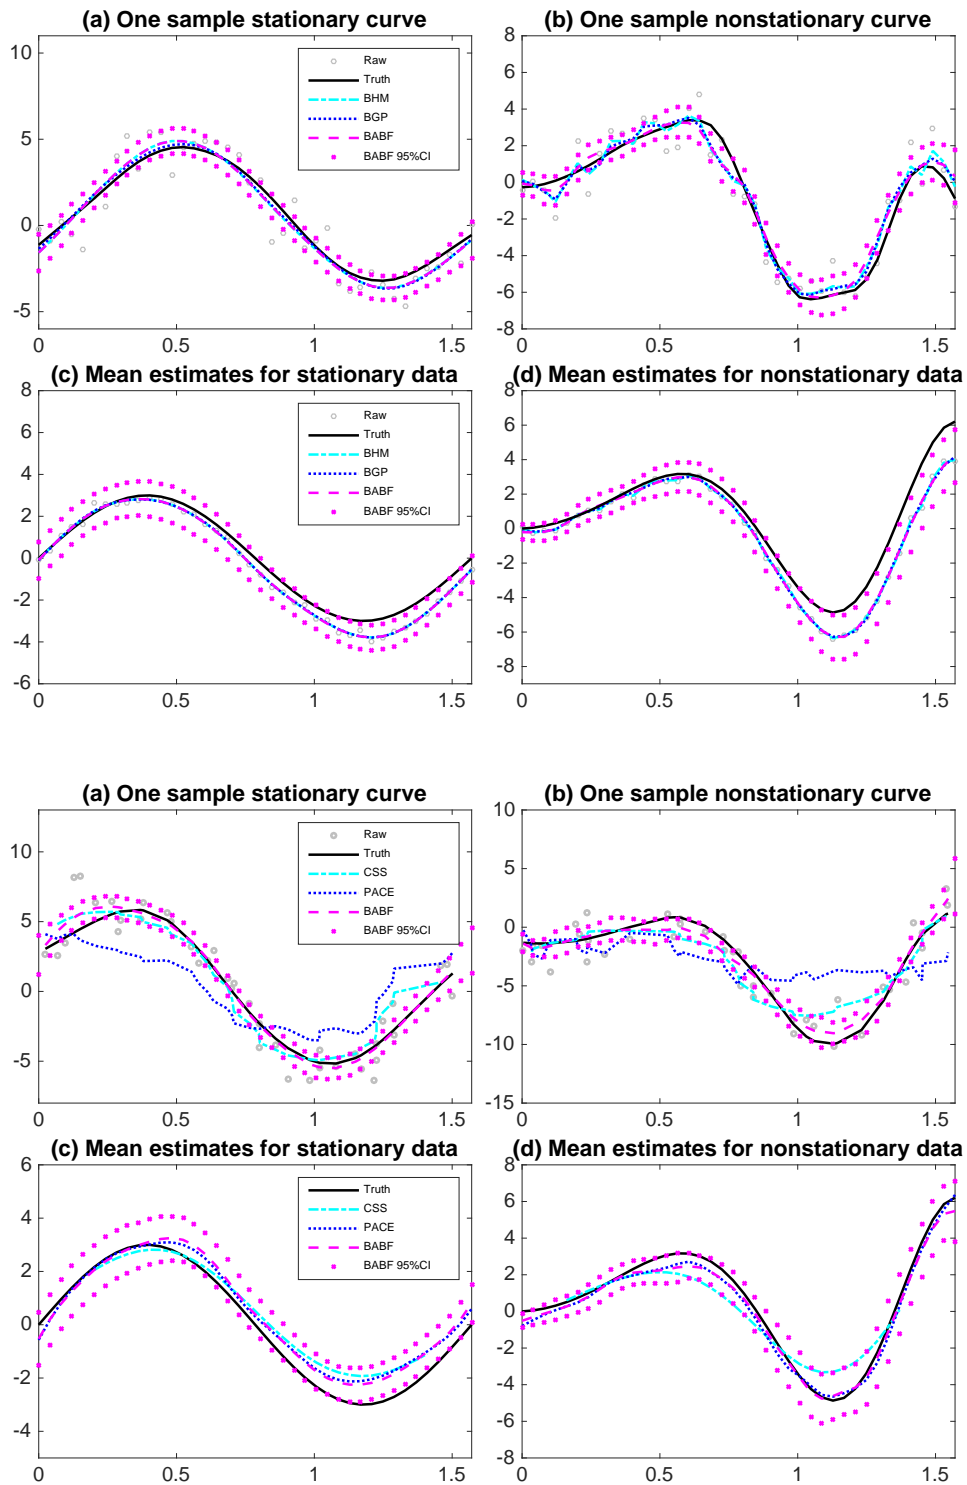 (a) One sample stationary curve
10
5
0
-5
0
0.5
1
1.5
Raw
Truth
BHM
BGP
BABF
BABF 95%CI
(b) One sample nonstationary curve
8
6
4
2
0
-2
-4
-6
-8
0
0.5
1
1.5
(c) Mean estimates for stationary data
8
6
4
2
0
-2
-4
-6
0
0.5
1
1.5
Raw
Truth
BHM
BGP
BABF
BABF 95%CI
(d) Mean estimates for nonstationary data
8
6
4
2
0
-2
-4
-6
-8
0
0.5
1
1.5
(a) One sample stationary curve
10
5
0
-5
0
0.5
1
1.5
Raw
Truth
CSS
PACE
BABF
BABF 95%CI
(b) One sample nonstationary curve
10
5
0
-5
-10
-15
0
0.5
1
1.5
(c) Mean estimates for stationary data
6
4
2
0
-2
-4
0
0.5
1
1.5
Truth
CSS
PACE
BABF
BABF 95%CI
(d) Mean estimates for nonstationary data
8
6
4
2
0
-2
-4
-6
-8
0
0.5
1
1.5